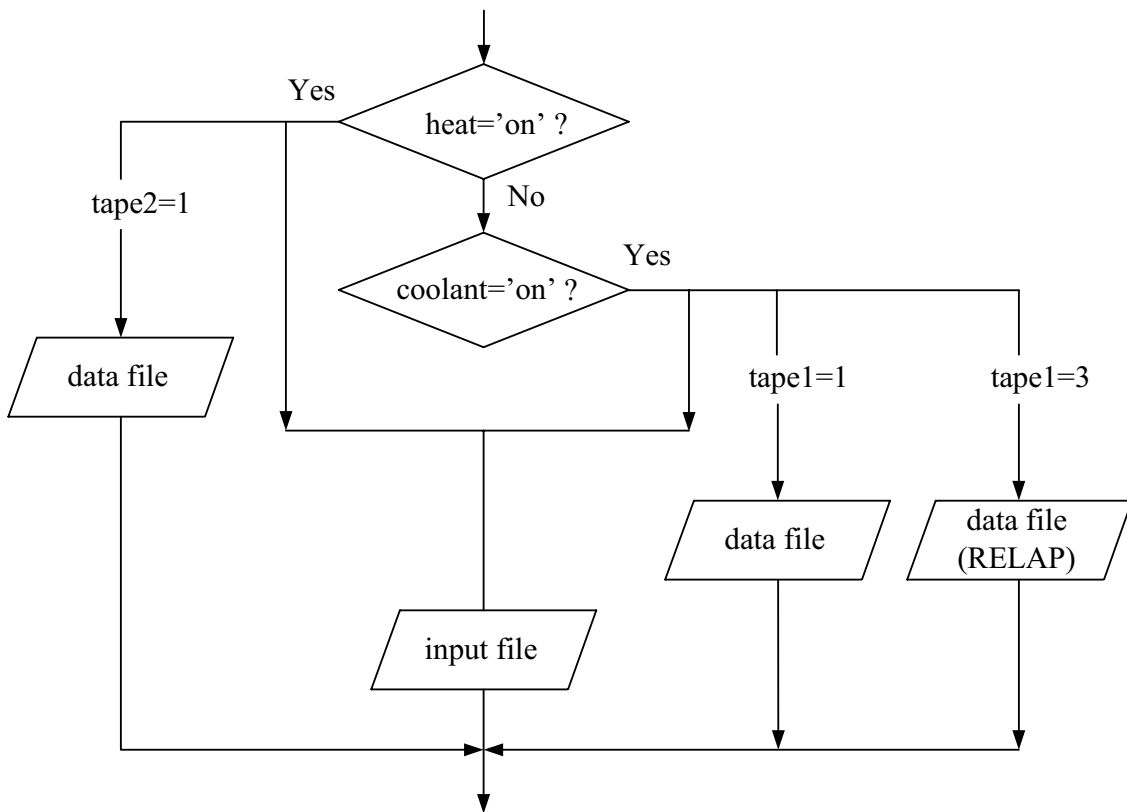 Yes
heat=’on’ ?
No
tape2=1
Yes
coolant=’on’ ?
data file
tape1=1
tape1=3
data file
data file
(RELAP)
input file